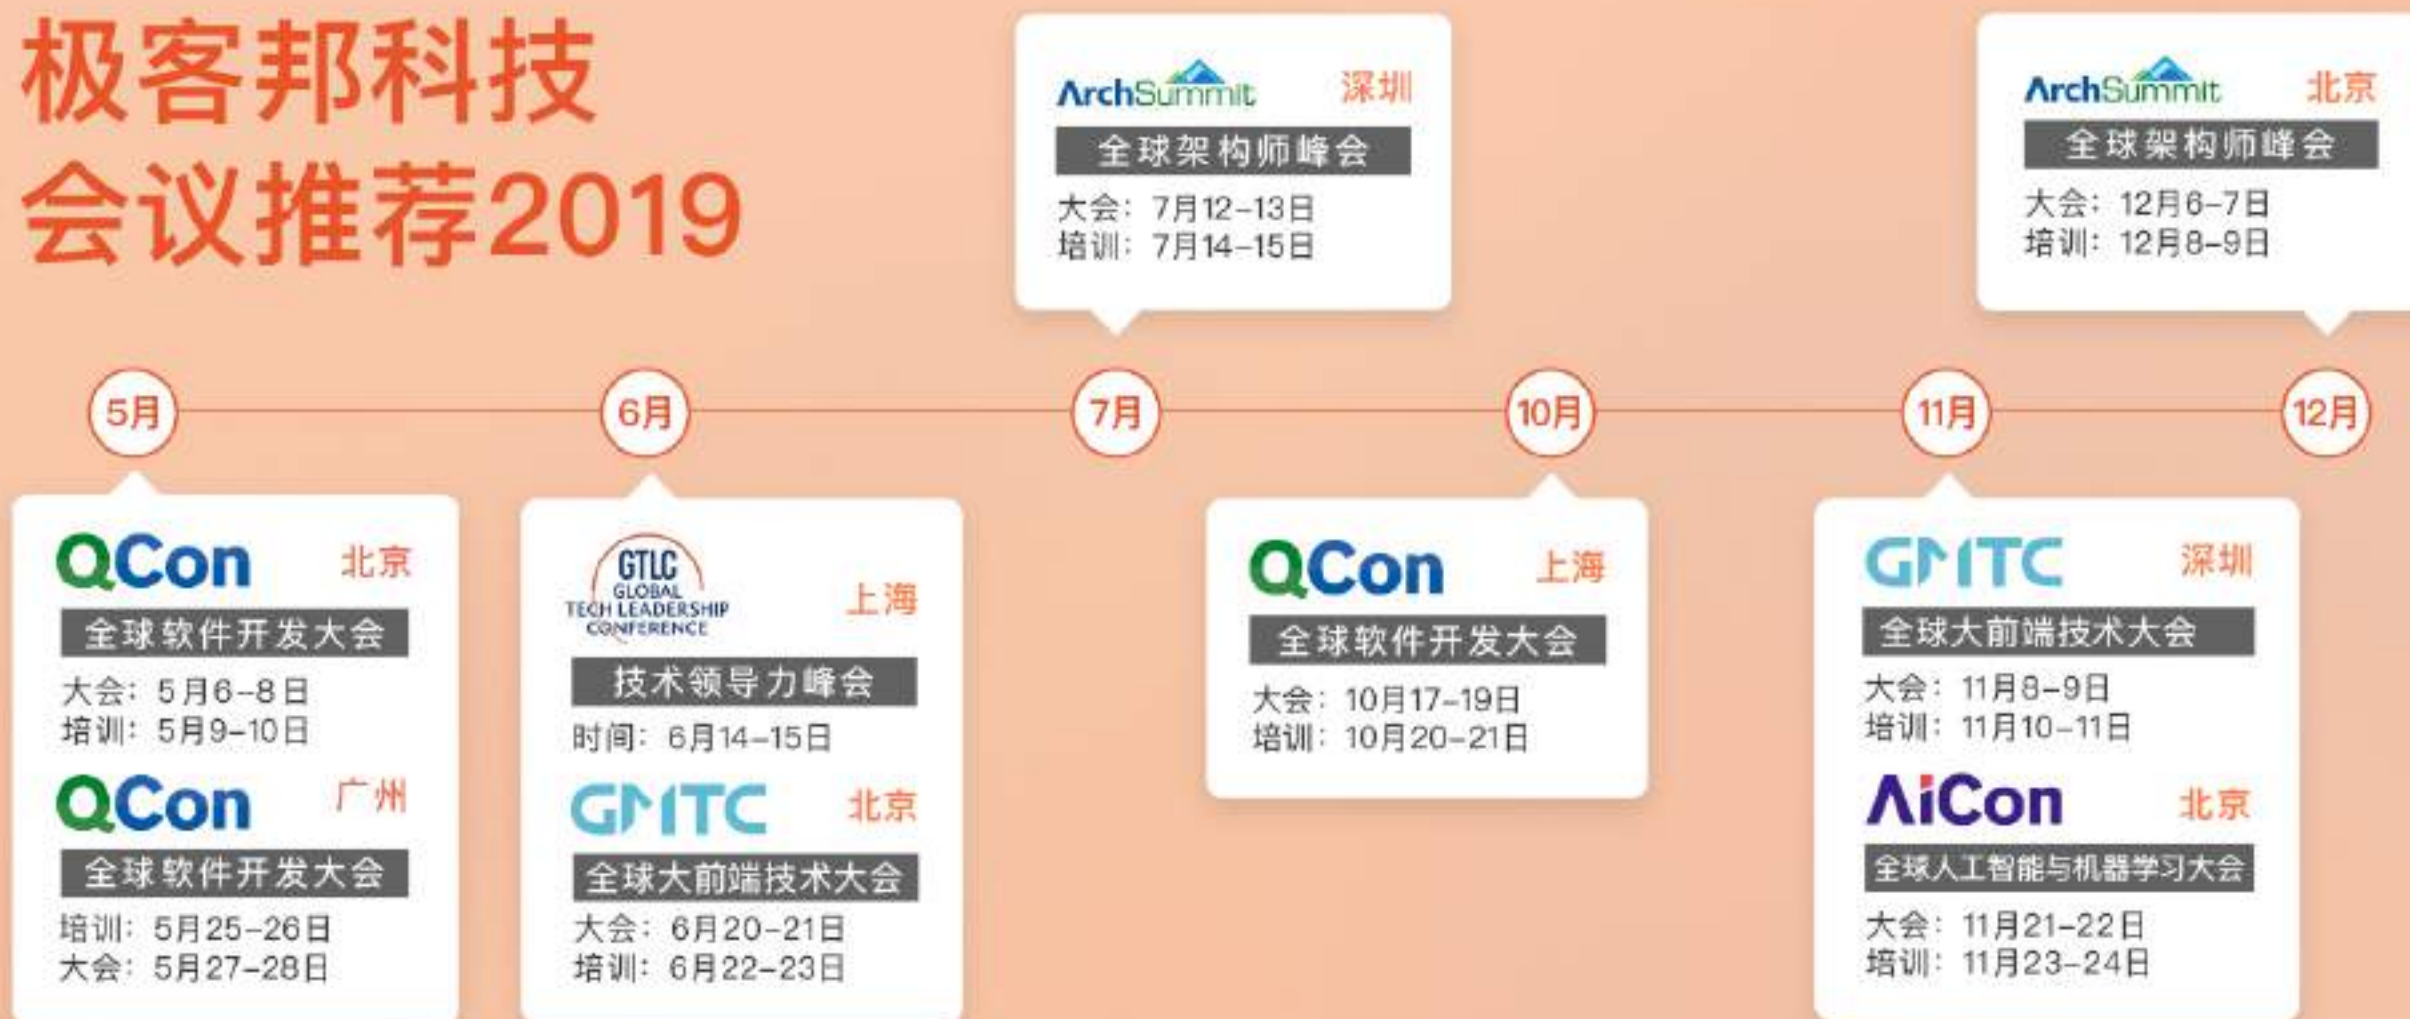 极客邦科技
会议推荐2019
ArchSummit 深圳
全球架构师峰会
大会：7月12-13日
培训：7月14-15日
ArchSummit 北京
全球架构师峰会
大会：12月6-7日
培训：12月8-9日
5月 6月 7月 10月 11月 12月
QCon 北京
全球软件开发大会
大会：5月6-8日
培训：5月9-10日
QCon 广州
全球软件开发大会
培训：5月25-26日
大会：5月27-28日
GTLC
GLOBAL
TECH LEADERSHIP
CONFERENCE
上海
技术领导力峰会
时间：6月14-15日
GMTC 北京
全球大前端技术大会
大会：6月20-21日
培训：6月22-23日
QCon 上海
全球软件开发大会
大会：10月17-19日
培训：10月20-21日
GMTC 深圳
全球大前端技术大会
大会：11月8-9日
培训：11月10-11日
AiCon 北京
全球人工智能与机器学习大会
大会：11月21-22日
培训：11月23-24日